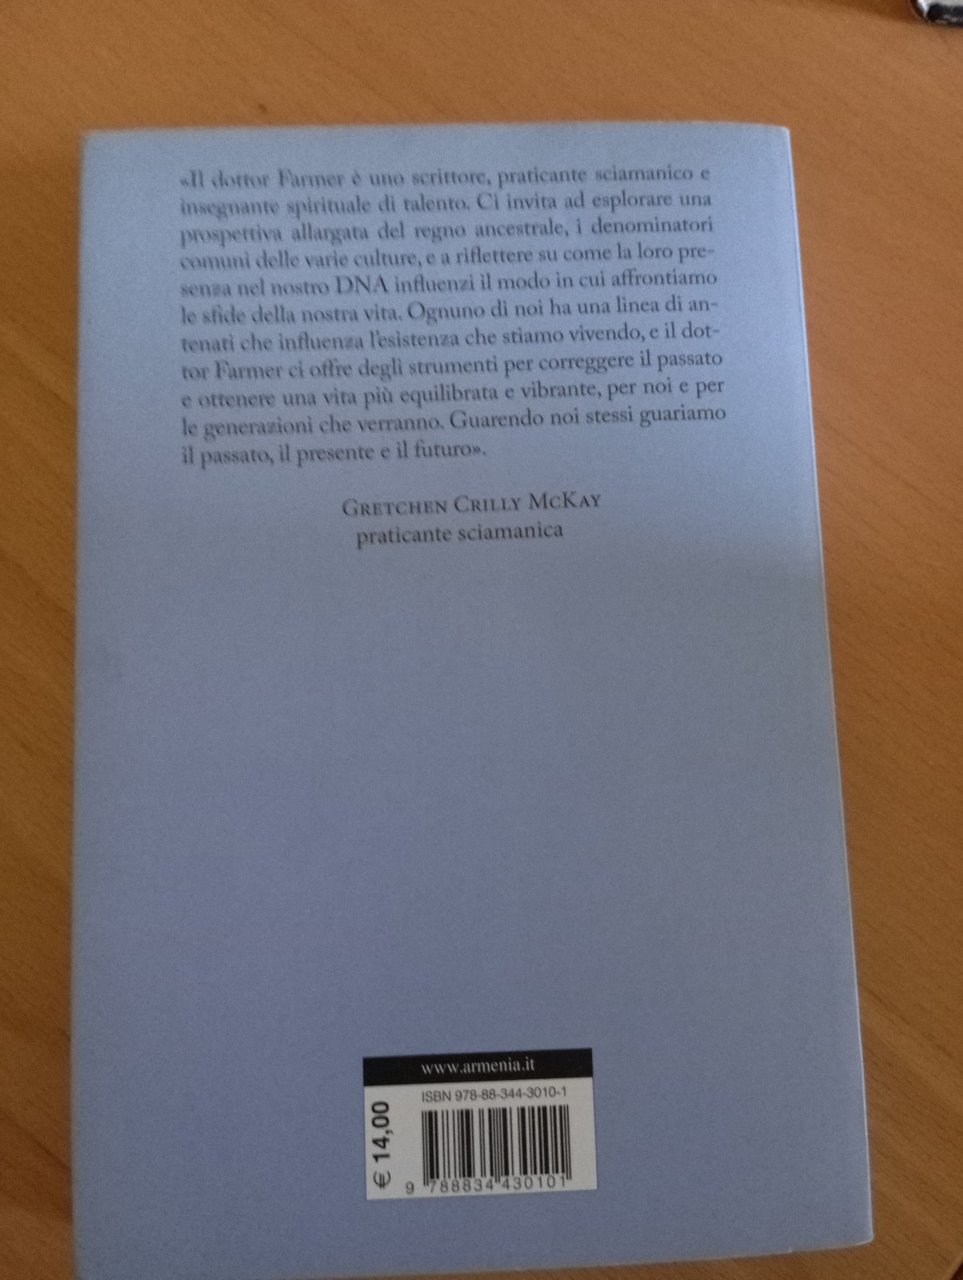 «Il dottor Farmer è uno scrittore, praticante sciamanico e
insegnante spirituale di talento. Ci invita ad esplorare una
prospettiva allargata del regno ancestrale, i denominatori
comuni delle varie culture, e a riflettere su come la loro pre-
senza nel nostro DNA influenzi il modo in cui affrontiamo
le sfide della nostra vita. Ognuno di noi ha una linea di an-
tenati che influenza l'esistenza che stiamo vivendo, e il dot-
tor Farmer ci offre degli strumenti per correggere il passato
e ottenere una vita più equilibrata e vibrante, per noi e per
le generazioni che verranno. Guarendo noi stessi guariamo
il passato, il presente e il futuro».
GRETCHEN CRILLY MCKAY
praticante sciamanica
www.armenia.it
ISBN 978-88-344-3010-1
€ 14,00
9 788834 430101